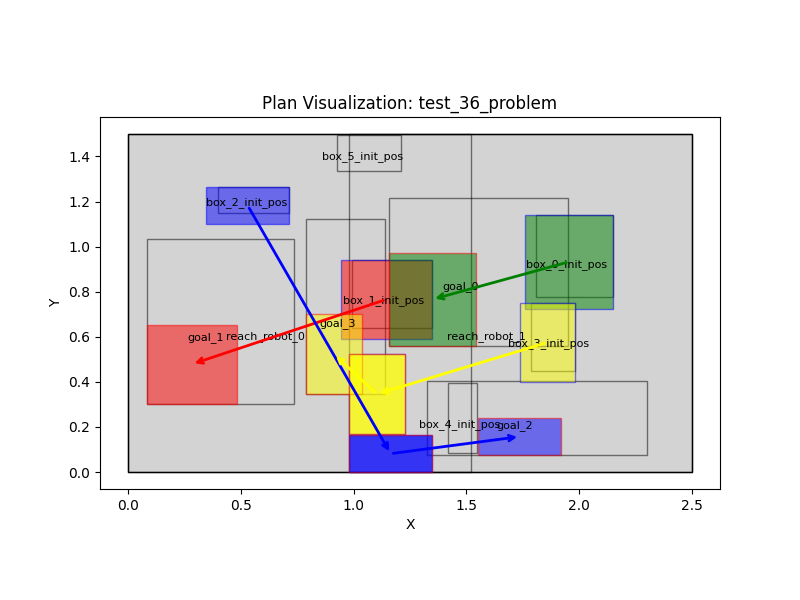 Plan Visualization: test_36_problem
box_5_init_pos
box_2_init_pos
box_0_init_pos
goal_0
box_1_init_pos
goal_3
goal_1
reach_robot_0
reach_robot_1
box_3_init_pos
box_4_init_pos
goal_2
1.4
1.2
1.0
0.8
0.6
0.4
0.2
0.0
Y
0.0 0.5 1.0 1.5 2.0 2.5
X